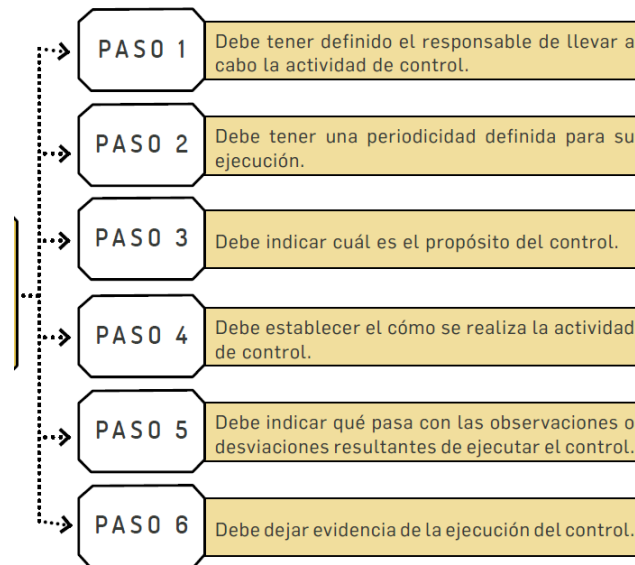 PASO 1
Debe tener definido el responsable de llevar a
cabo la actividad de control.
PASO 2
Debe tener una periodicidad definida para su
ejecución.
PASO 3
Debe indicar cuál es el propósito del control.
PASO 4
Debe establecer el cómo se realiza la actividad
de control.
PASO 5
Debe indicar qué pasa con las observaciones o
desviaciones resultantes de ejecutar el control.
PASO 6
Debe dejar evidencia de la ejecución del control.